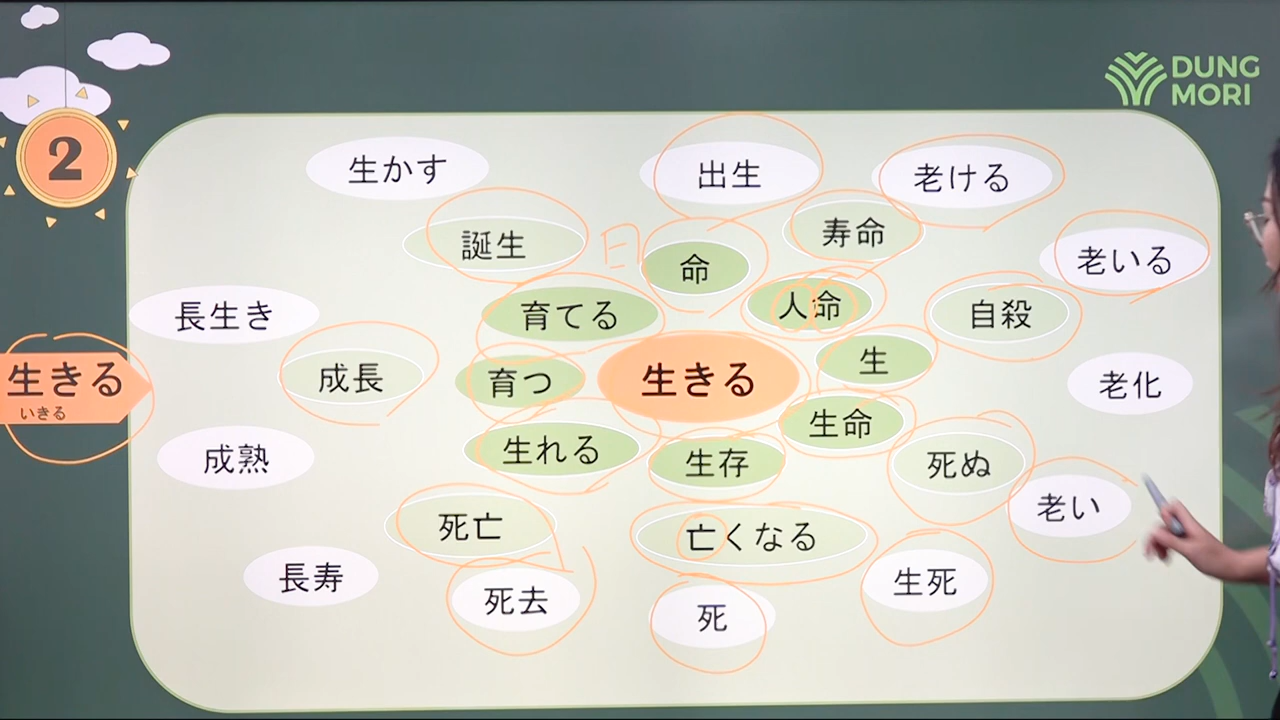 DUNG
MORI
2
生かす
出生
老ける
誕生
日
命
寿命
老いる
長生き
育てる
人命
自殺
生きる
いきる
成長
育つ
生きる
生
老化
成熟
生れる
生存
生命
死ぬ
老い
死亡
亡くなる
長寿
死去
死
生死